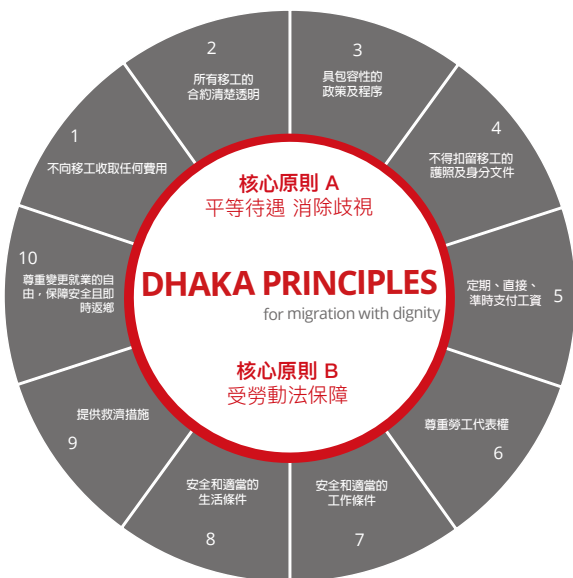 1
不向移工收取任何費用
2
所有移工的
合約清楚透明
3
具包容性的
政策及程序
4
不得扣留移工的
護照及身分文件
定期、直接、
準時支付工資
5
尊重勞工代表權
6
安全和適當的
工作條件
7
安全和適當的
生活條件
8
提供救濟措施
9
10
尊重變更就業的自
由，保障安全且即
時返鄉
核心原則 A
平等待遇 消除歧視
DHAKA PRINCIPLES
for migration with dignity
核心原則 B
受勞動法保障